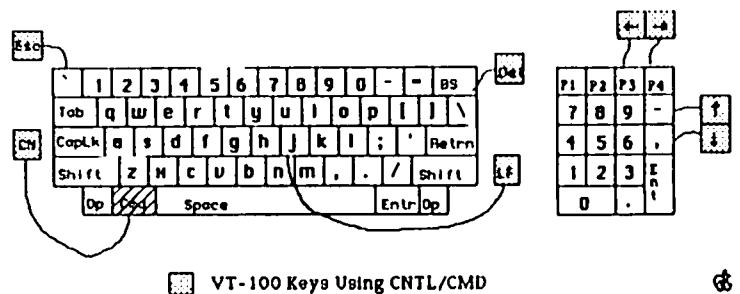 ← →
Esc
` 1 2 3 4 5 6 7 8 9 0 - = BS
Del
P1 P2 P3 P4
Tab q w e r t y u i o p [ ] \
7 8 9 -
↑
CapLk a s d f g h j k l ; ' Retrn
4 5 6 ,
↓
Shift z x c v b n m , . / Shift
LF
1 2 3 Ent
Op Space Entr Op
0 .
VT-100 Keys Using CNTL/CMD